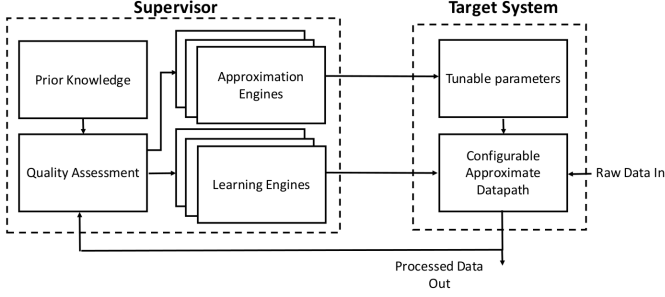 Supervisor
Target System
Prior Knowledge
Approximation
Engines
Tunable parameters
Quality Assessment
Learning Engines
Configurable
Approximate
Datapath
Raw Data In
Processed Data
Out